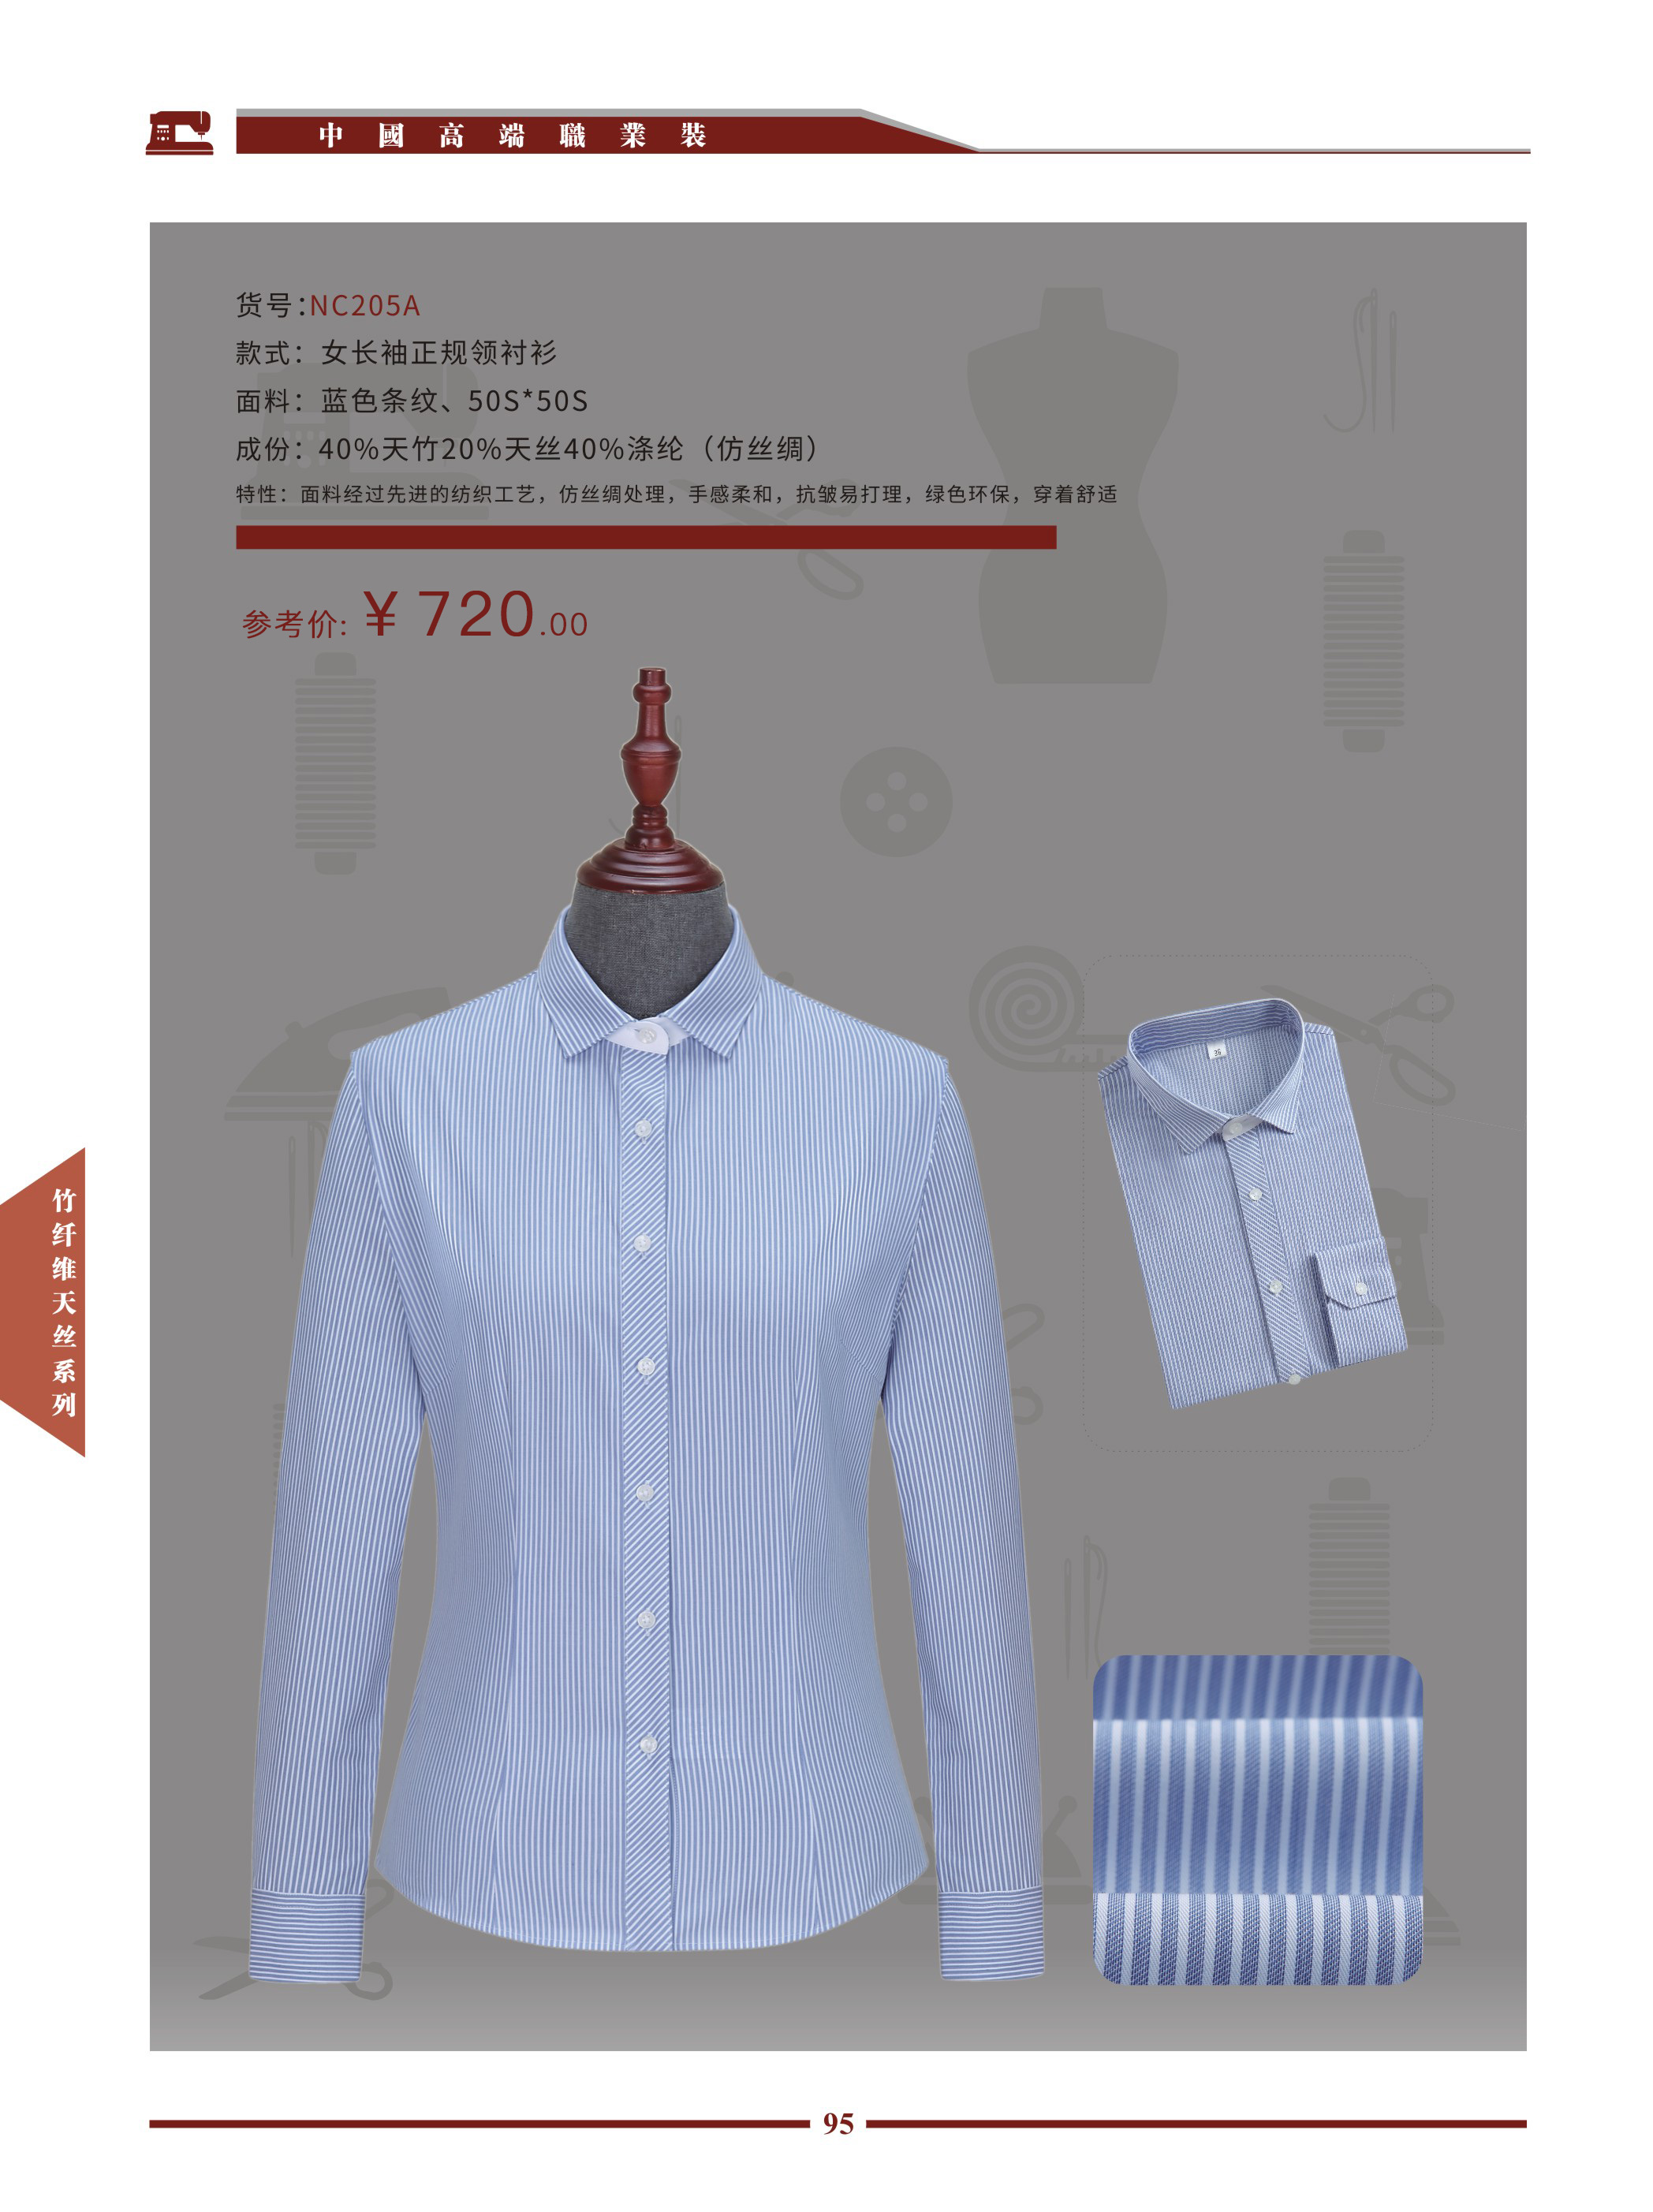 中國高端職業裝
货号:NC205A
款式：女长袖正规领衬衫
面料：蓝色条纹、50S*50S
成份：40%天竹20%天丝40%涤纶（仿丝绸）
特性：面料经过先进的纺织工艺，仿丝绸处理，手感柔和，抗皱易打理，绿色环保，穿着舒适
参考价:￥720.00
36
竹纤维天丝系列
95